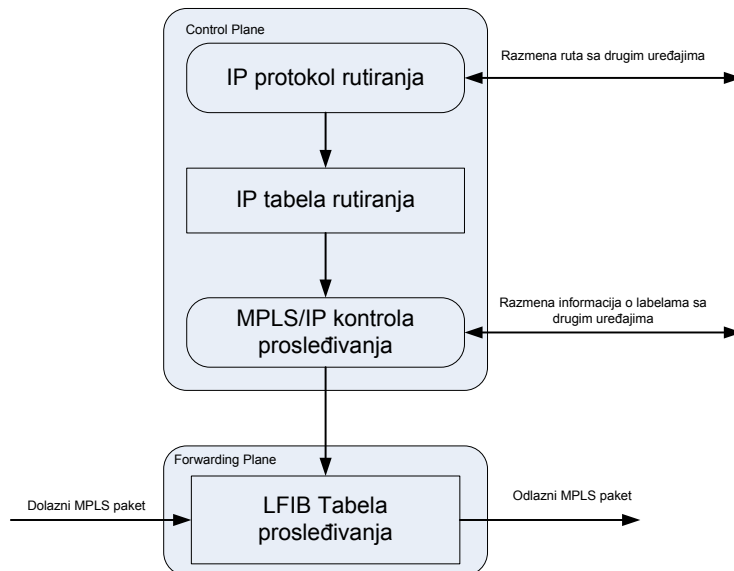 Control Plane
IP protokol rutiranja
Razmena ruta sa drugim uređajima
IP tabela rutiranja
MPLS/IP kontrola
prosleđivanja
Razmena informacija o labelama sa
drugim uređajima
Forwarding Plane
Dolazni MPLS paket
LFIB Tabela
prosleđivanja
Odlazni MPLS paket